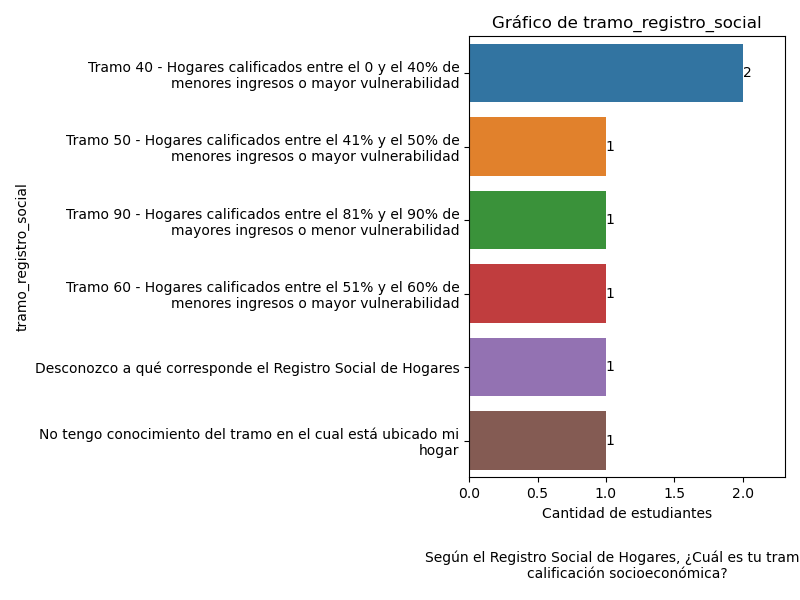 Gráfico de tramo_registro_social
tramo_registro_social
Tramo 40 - Hogares calificados entre el 0 y el 40% de
menores ingresos o mayor vulnerabilidad
2
Tramo 50 - Hogares calificados entre el 41% y el 50% de
menores ingresos o mayor vulnerabilidad
1
Tramo 90 - Hogares calificados entre el 81% y el 90% de
mayores ingresos o menor vulnerabilidad
1
Tramo 60 - Hogares calificados entre el 51% y el 60% de
menores ingresos o mayor vulnerabilidad
1
Desconozco a qué corresponde el Registro Social de Hogares
1
No tengo conocimiento del tramo en el cual está ubicado mi
hogar
1
0.0 0.5 1.0 1.5 2.0
Cantidad de estudiantes
Según el Registro Social de Hogares, ¿Cuál es tu tram
calificación socioeconómica?